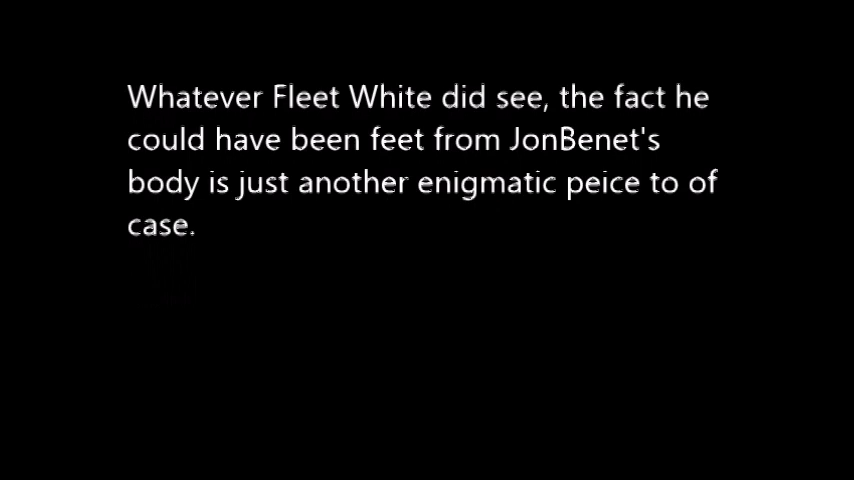 Whatever Fleet White did see, the fact he
could have been feet from JonBenet's
body is just another enigmatic peice to of
case.